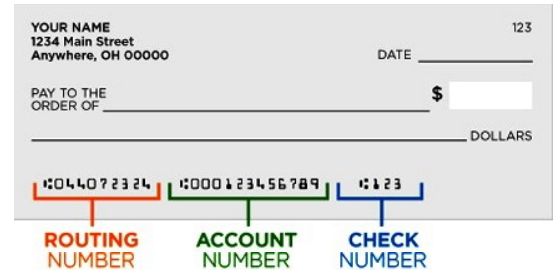 YOUR NAME 123
1234 Main Street
Anywhere, OH 00000
DATE
PAY TO THE
ORDER OF $
DOLLARS
⑆044072324 ⑆000123456789 ⑆123
ROUTING NUMBER
ACCOUNT NUMBER
CHECK NUMBER